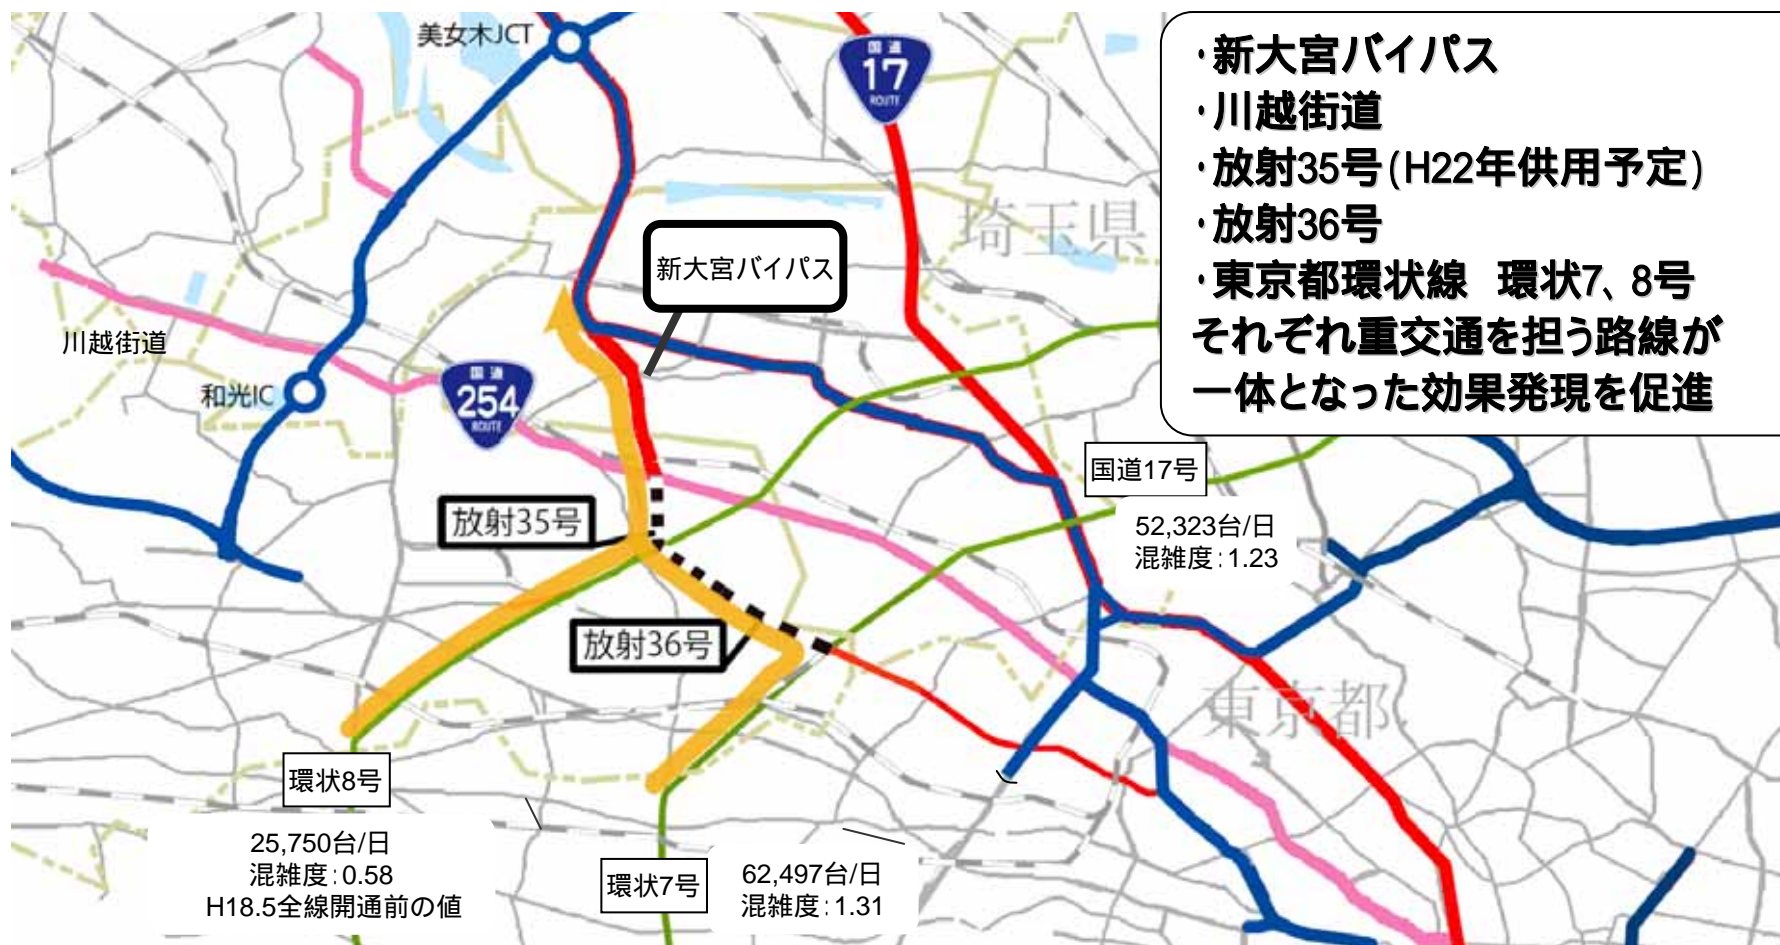 美女木JCT
国道
17
ROUTE
・新大宮バイパス
・川越街道
・放射35号(H22年供用予定)
・放射36号
・東京都環状線　環状7、8号
それぞれ重交通を担う路線が
一体となった効果発現を促進
埼玉県
新大宮バイパス
川越街道
和光IC
国道
254
ROUTE
国道17号
52,323台/日
混雑度:1.23
放射35号
放射36号
東京都
環状8号
25,750台/日
混雑度:0.58
H18.5全線開通前の値
環状7号
62,497台/日
混雑度:1.31